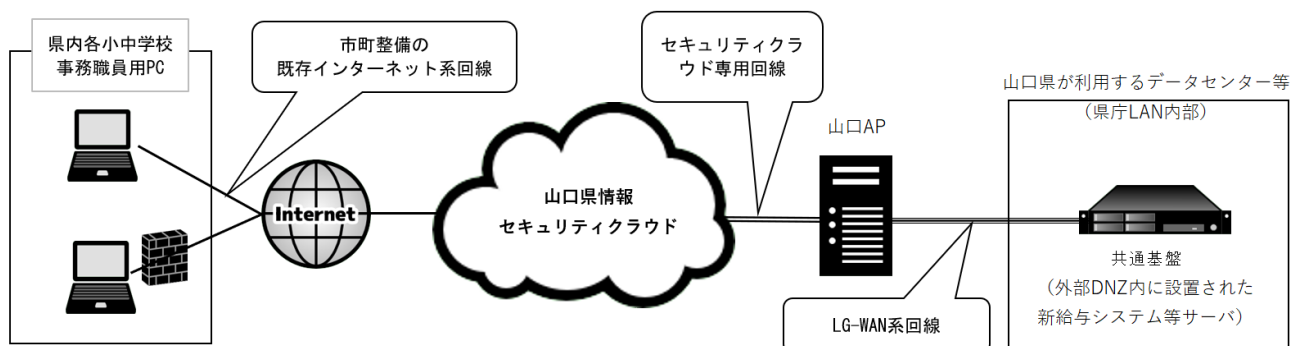 県内各小中学校
事務職員用PC
市町整備の
既存インターネット系回線
Internet
山口県情報
セキュリティクラウド
セキュリティクラ
ウド専用回線
山口AP
LG-WAN系回線
山口県が利用するデータセンター等
（県庁LAN内部）
共通基盤
（外部DNZ内に設置された
新給与システム等サーバ）